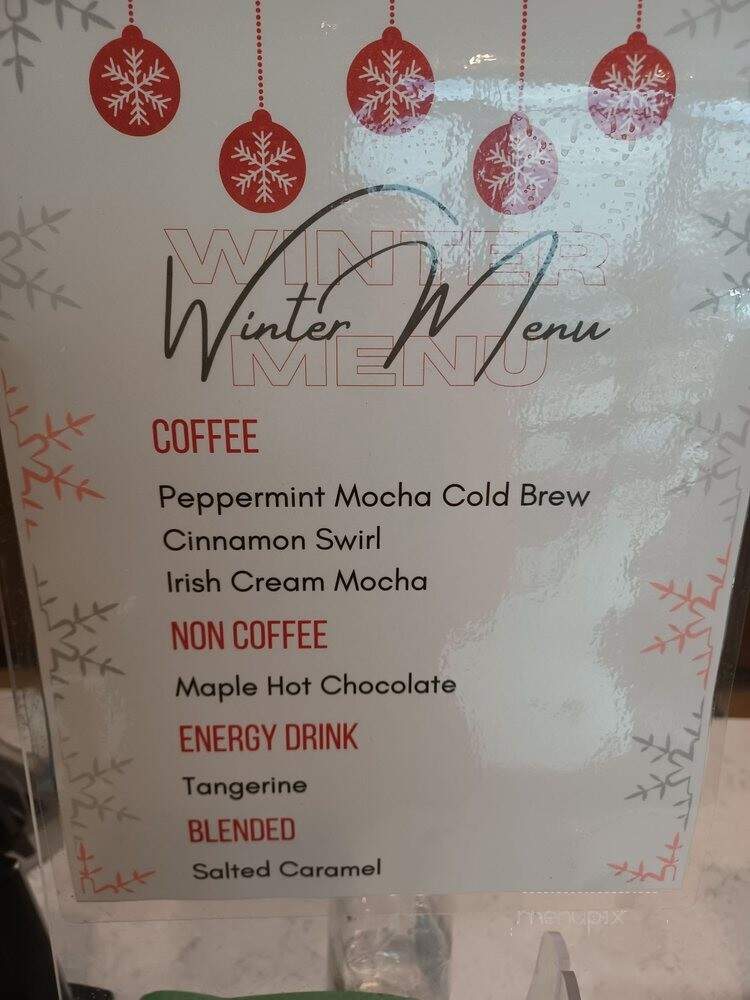 WINTER
Winter Menu
MENU
COFFEE
Peppermint Mocha Cold Brew
Cinnamon Swirl
Irish Cream Mocha
NON COFFEE
Maple Hot Chocolate
ENERGY DRINK
Tangerine
BLENDED
Salted Caramel
menupix